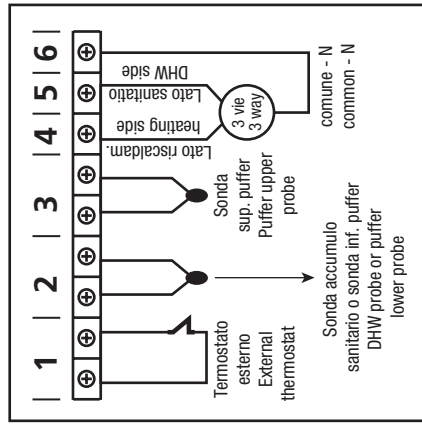 1
2
3
4
5
6
Termostato
esterno
External
thermostat
Sonda accumulo
sanitario o sonda inf. puffer
DHW probe or puffer
lower probe
Sonda
sup. puffer
Puffer upper
probe
Lato riscaldam.
heating side
Lato sanitatio
DHW side
3 vie
3 way
comune - N
common - N